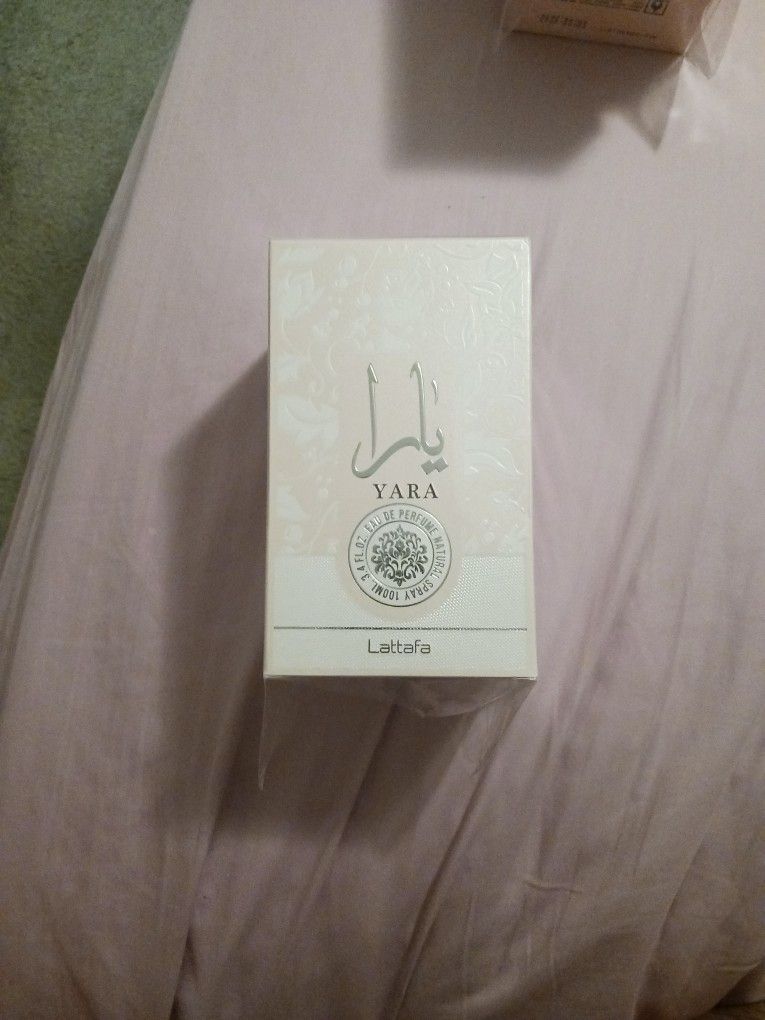 يارا
YARA
EAU DE PERFUME NATURAL SPRAY 100ML. 3.4 FL.OZ.
Lattafa